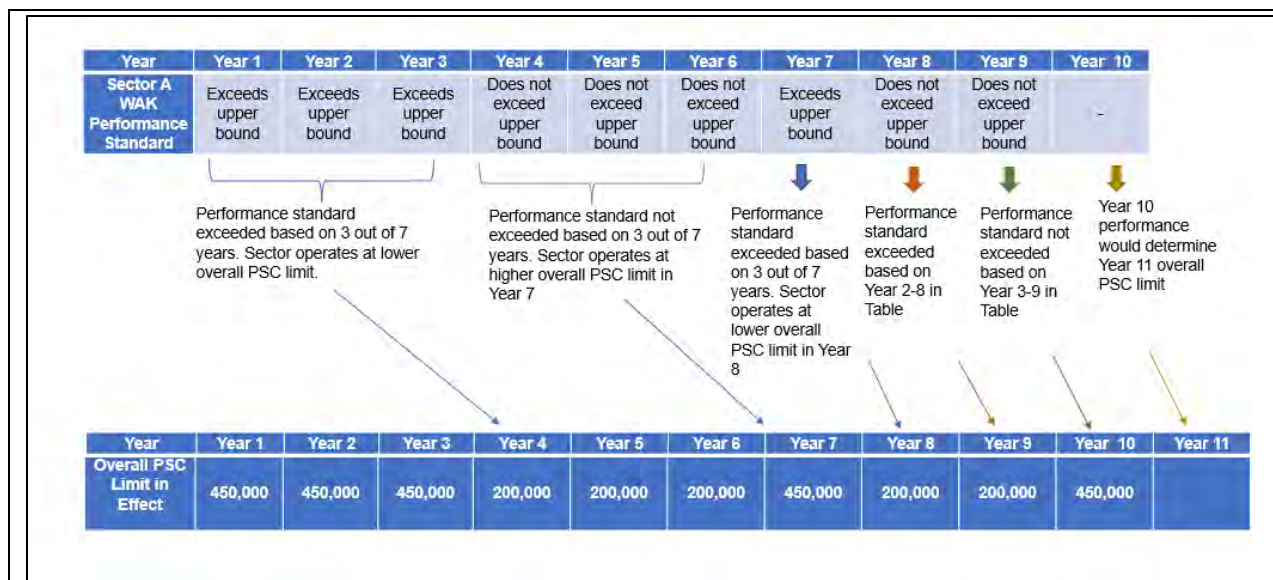 Year Year 1 Year 2 Year 3 Year 4 Year 5 Year 6 Year 7 Year 8 Year 9 Year 10
Sector A
WAK
Performance
Standard
Exceeds
upper
bound
Exceeds
upper
bound
Exceeds
upper
bound
Does not
exceed
upper
bound
Does not
exceed
upper
bound
Does not
exceed
upper
bound
Exceeds
upper
bound
Does not
exceed
upper
bound
Does not
exceed
upper
bound
-
Performance standard
exceeded based on 3 out of 7
years. Sector operates at lower
overall PSC limit.
Performance standard not
exceeded based on 3 out of 7
years. Sector operates at
higher overall PSC limit in
Year 7
Performance
standard
exceeded based
on 3 out of 7
years. Sector
operates at
lower overall
PSC limit in Year
8
Performance
standard
exceeded
based on
Year 2-8 in
Table
Performance
standard not
exceeded
based on
Year 3-9 in
Table
Year 10
performance
would determine
Year 11 overall
PSC limit
Year Year 1 Year 2 Year 3 Year 4 Year 5 Year 6 Year 7 Year 8 Year 9 Year 10 Year 11
Overall PSC
Limit in
Effect
450,000 450,000 450,000 200,000 200,000 200,000 450,000 200,000 200,000 450,000